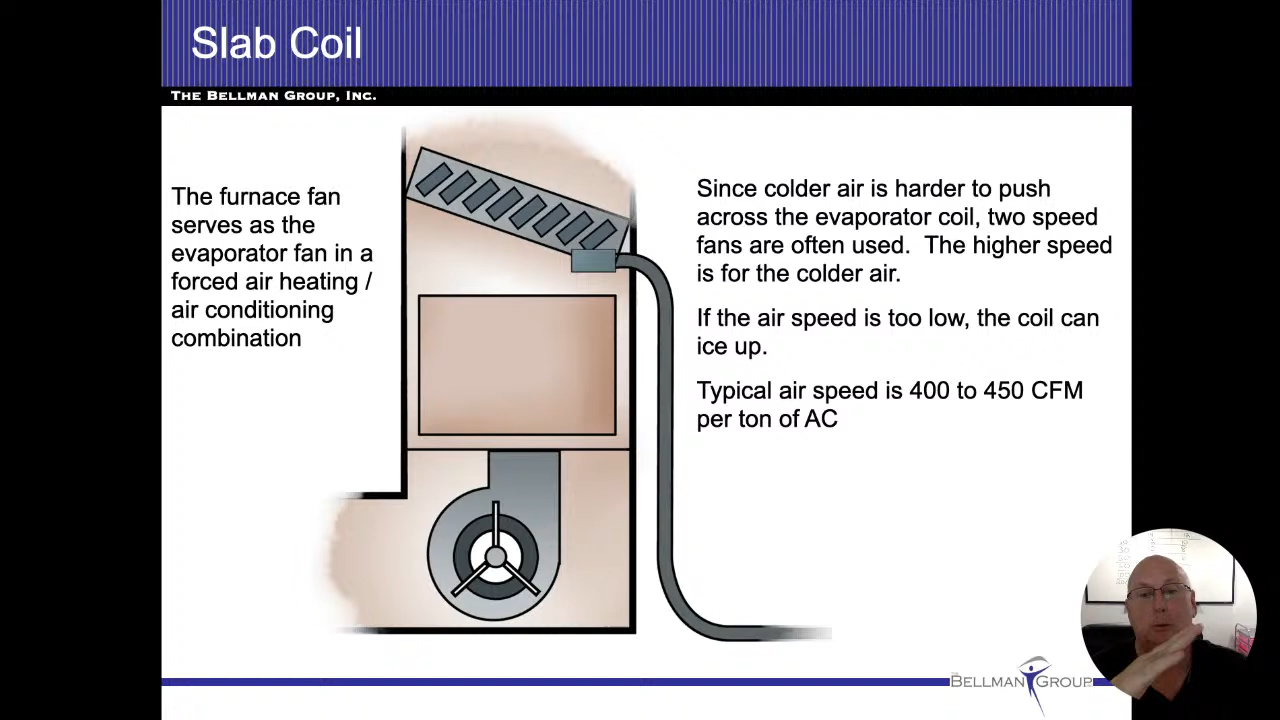 Slab Coil
THE BELLMAN GROUP, INC.
The furnace fan
serves as the
evaporator fan in a
forced air heating /
air conditioning
combination
Since colder air is harder to push
across the evaporator coil, two speed
fans are often used.  The higher speed
is for the colder air.
If the air speed is too low, the coil can
ice up.
Typical air speed is 400 to 450 CFM
per ton of AC
THE
BELLMAN GROUP